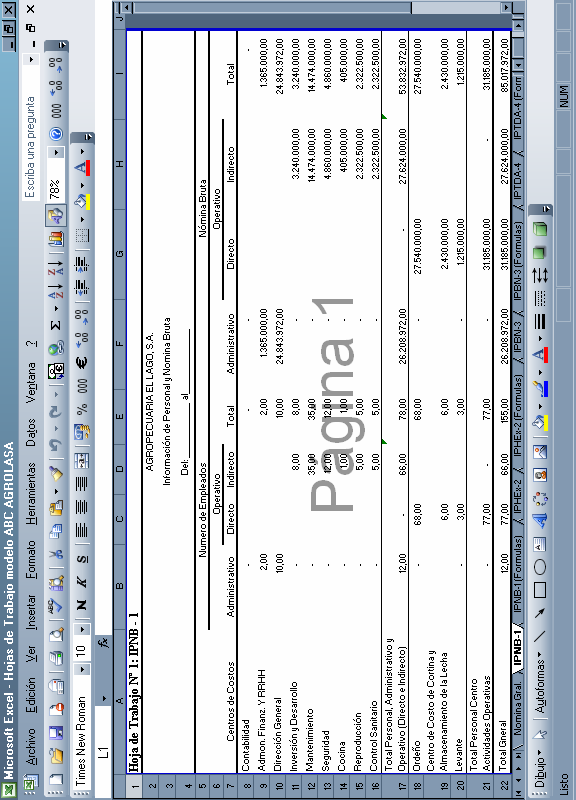 Microsoft Excel - Hojas de Trabajo modelo ABC AGROLASA
Archivo Edición Ver Insertar Formato Herramientas Datos Ventana ?
Escriba una pregunta
78%
Times New Roman 10 N K S
% 000 €
L1 fx
A B C D E F G H I J
1 Hoja de Trabajo Nº 1: IPNB - 1
2 AGROPECUARIA EL LAGO, S.A.
3 Información de Personal y Nomina Bruta
4 Del: ________ al ________
5 Numero de Empleados Nómina Bruta
6 Operativo Operativo
7 Centros de Costos Administrativo Directo Indirecto Total Administrativo Directo Indirecto Total
8 Contabilidad - - - -
9 Admon. Finanz. Y RRHH 2,00 2,00 1.365.000,00 1.365.000,00
10 Dirección General 10,00 10,00 24.843.972,00 24.843.972,00
11 Inversión y Desarrollo - 8,00 8,00 - 3.240.000,00 3.240.000,00
12 Mantenimiento - 35,00 35,00 - 14.474.000,00 14.474.000,00
13 Seguridad - 12,00 12,00 - 4.860.000,00 4.860.000,00
14 Cocina - 1,00 1,00 - 405.000,00 405.000,00
15 Reproducción - 5,00 5,00 - 2.322.500,00 2.322.500,00
16 Control Sanitario - 5,00 5,00 - 2.322.500,00 2.322.500,00
Total Personal, Administrativo y
17 Operativo (Directo e Indirecto) 12,00 - 66,00 78,00 26.208.972,00 - 27.624.000,00 53.832.972,00
18 Ordeño 68,00 68,00 27.540.000,00 27.540.000,00
Centro de Costo de Cortina y
19 Almacenamiento de la Leche 6,00 6,00 2.430.000,00 2.430.000,00
20 Levante 3,00 3,00 1.215.000,00 1.215.000,00
Total Personal Centro
21 Actividades Operativas - 77,00 - 77,00 - 31.185.000,00 - 31.185.000,00
22 Total Gneral 12,00 77,00 66,00 155,00 26.208.972,00 31.185.000,00 27.624.000,00 85.017.972,00
Página 1
Nomina Gral. IPNB-1 IPNB-1(Formulas) IPHEx-2 IPHEx-2 (Formulas) IPBN-3 IPBN-3 (Formulas) IPTDA-4 IPTDA-4 (Form
Dibujo Autoformas
Listo NUM